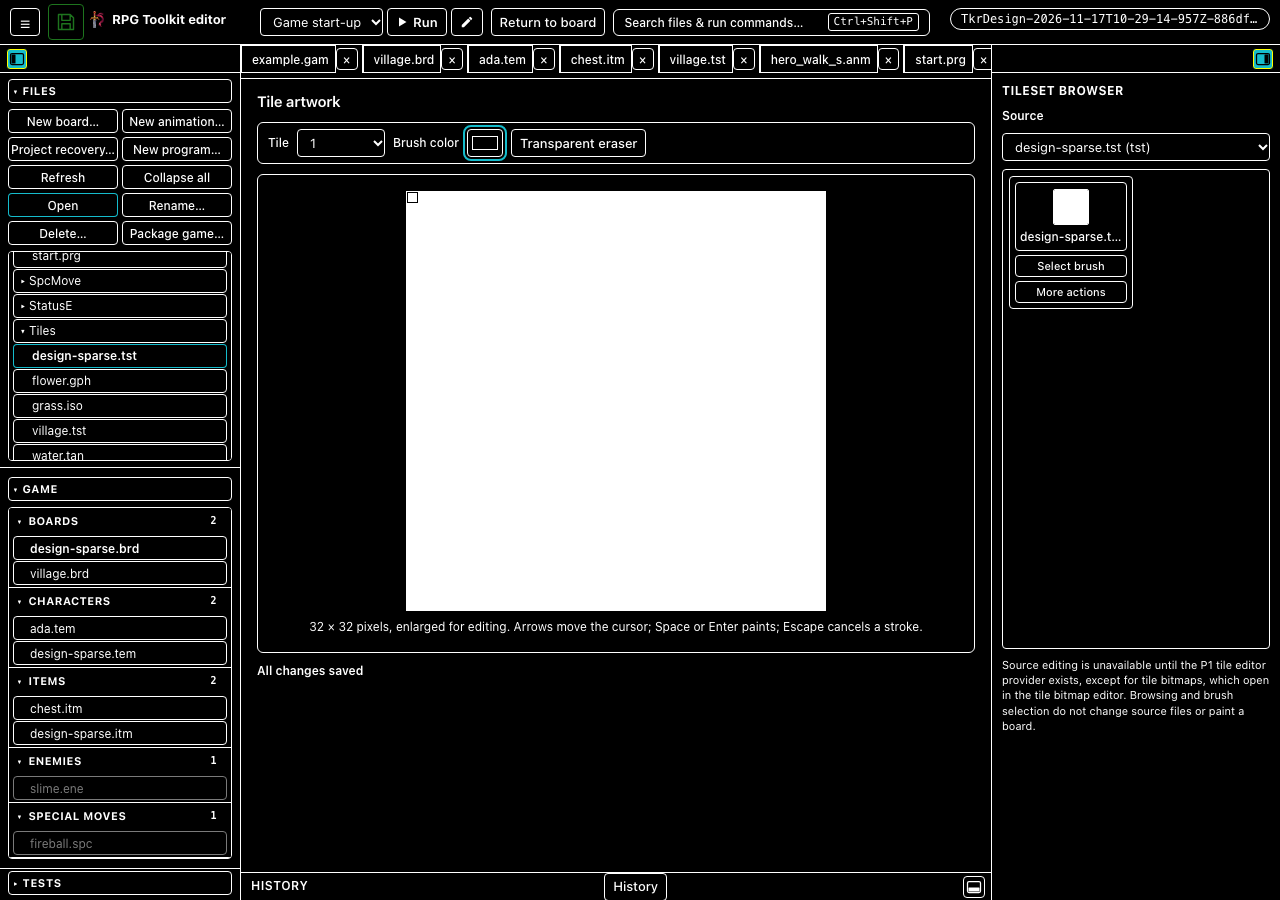 RPG Toolkit editor
Game start-up
Run
Return to board
Search files & run commands...
Ctrl+Shift+P
TkrDesign-2026-11-17T10-29-14-957Z-886df…
example.gam ×
village.brd ×
ada.tem ×
chest.itm ×
village.tst ×
hero_walk_s.anm ×
start.prg ×
FILES
New board...
New animation...
Project recovery...
New program...
Refresh
Collapse all
Open
Rename...
Delete...
Package game...
start.prg
SpcMove
StatusE
Tiles
design-sparse.tst
flower.gph
grass.iso
village.tst
water.tan
GAME
BOARDS 2
design-sparse.brd
village.brd
CHARACTERS 2
ada.tem
design-sparse.tem
ITEMS 2
chest.itm
design-sparse.itm
ENEMIES 1
slime.ene
SPECIAL MOVES 1
fireball.spc
TESTS
Tile artwork
Tile 1 Brush color Transparent eraser
32 × 32 pixels, enlarged for editing. Arrows move the cursor; Space or Enter paints; Escape cancels a stroke.
All changes saved
HISTORY
History
TILESET BROWSER
Source
design-sparse.tst (tst)
design-sparse.t...
Select brush
More actions
Source editing is unavailable until the P1 tile editor
provider exists, except for tile bitmaps, which open
in the tile bitmap editor. Browsing and brush
selection do not change source files or paint a
board.